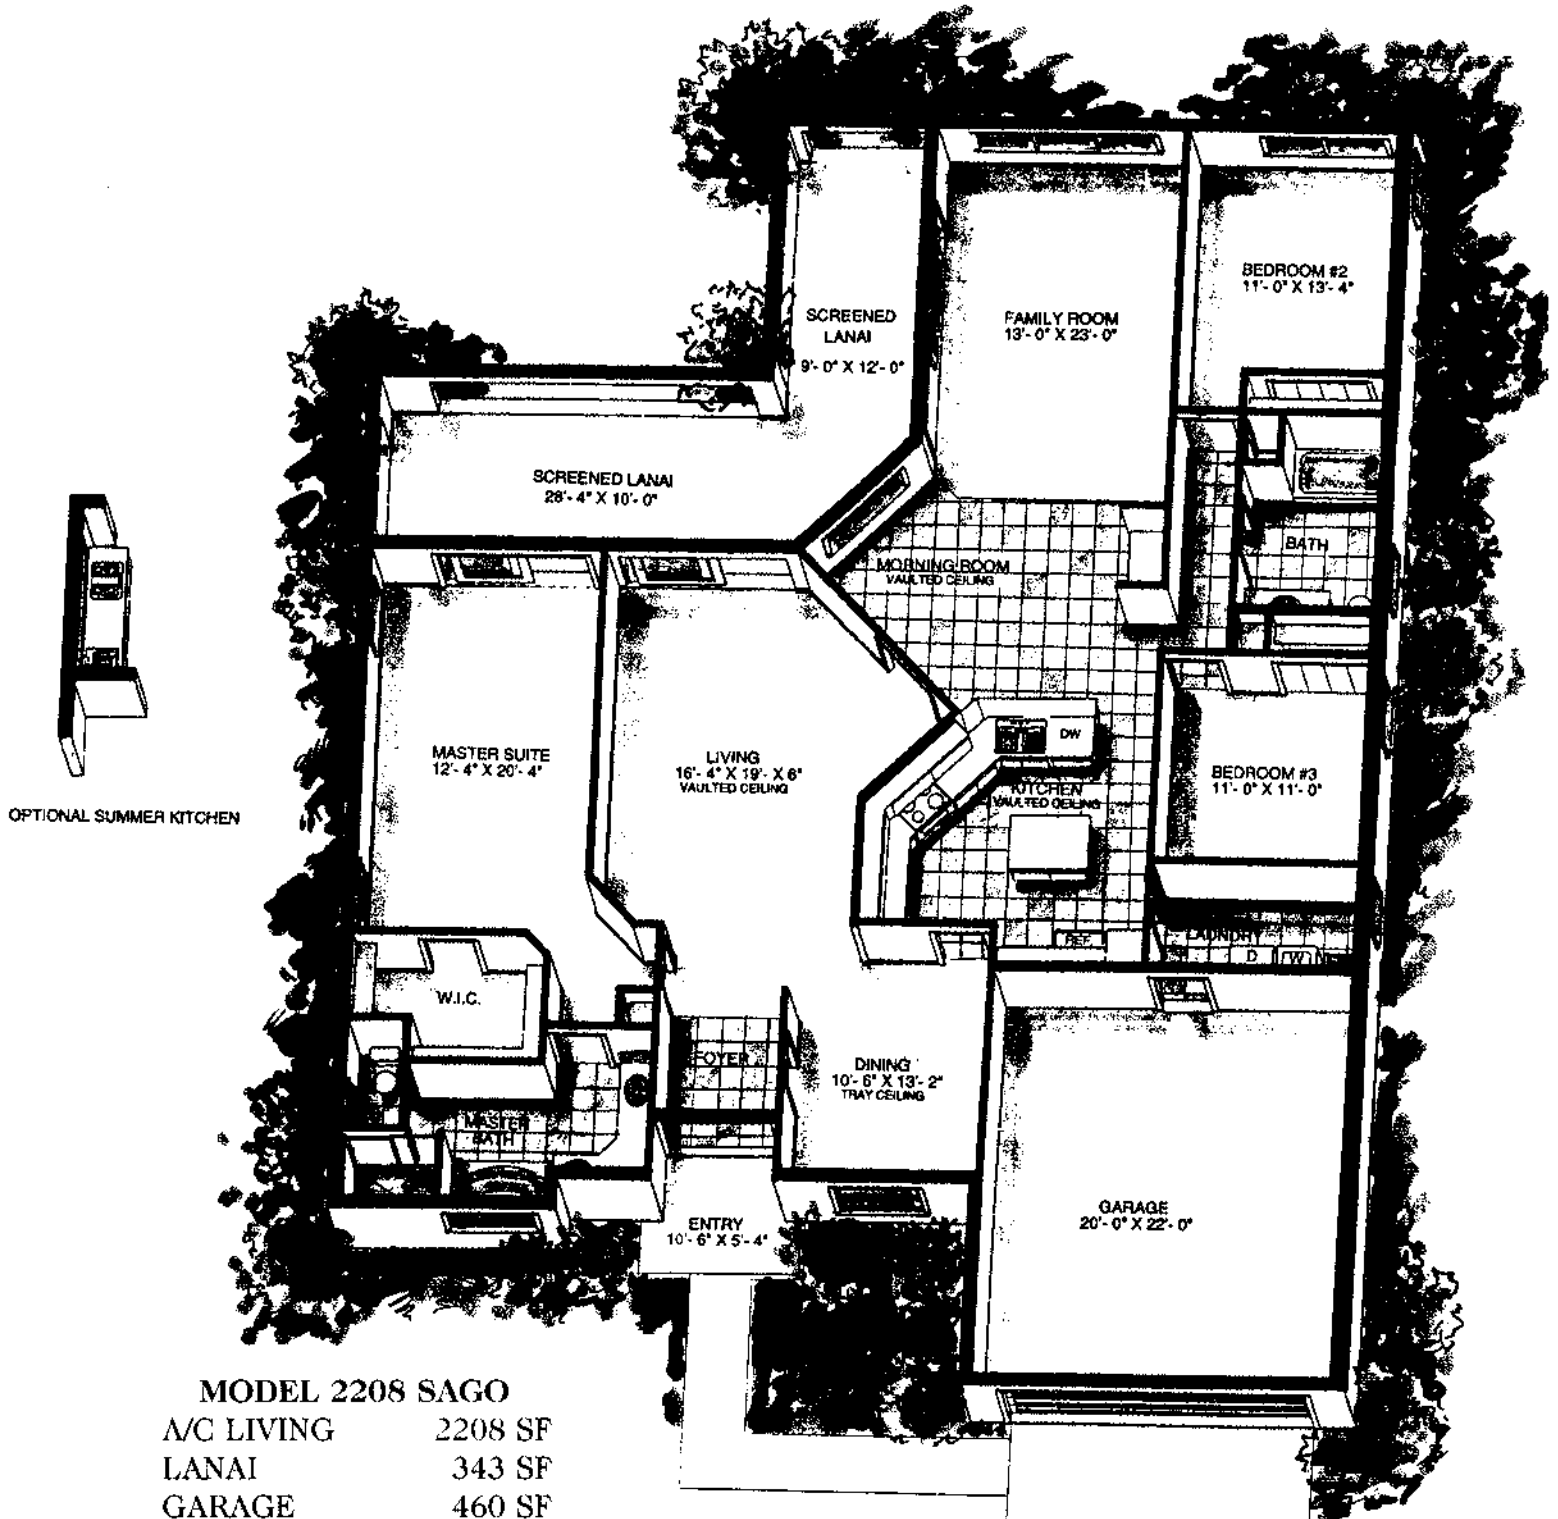 BEDROOM #2
11'- 0" X 13'- 4"
SCREENED
LANAI
9'- 0" X 12'- 0"
FAMILY ROOM
13'- 0" X 23'- 0"
SCREENED LANAI
28'- 4" X 10'- 0"
BATH
MORNING ROOM
VAULTED CEILING
MASTER SUITE
12'- 4" X 20'- 4"
LIVING
16'- 4" X 19'- X 6"
VAULTED CEILING
DW
KITCHEN
VAULTED CEILING
BEDROOM #3
11'- 0" X 11'- 0"
OPTIONAL SUMMER KITCHEN
REF
LAUNDRY
D
W
W.I.C.
FOYER
DINING
10'- 6" X 13'- 2"
TRAY CEILING
MASTER
BATH
ENTRY
10'- 6" X 5'- 4"
GARAGE
20'- 0" X 22'- 0"
MODEL 2208 SAGO
A/C LIVING 2208 SF
LANAI 343 SF
GARAGE 460 SF